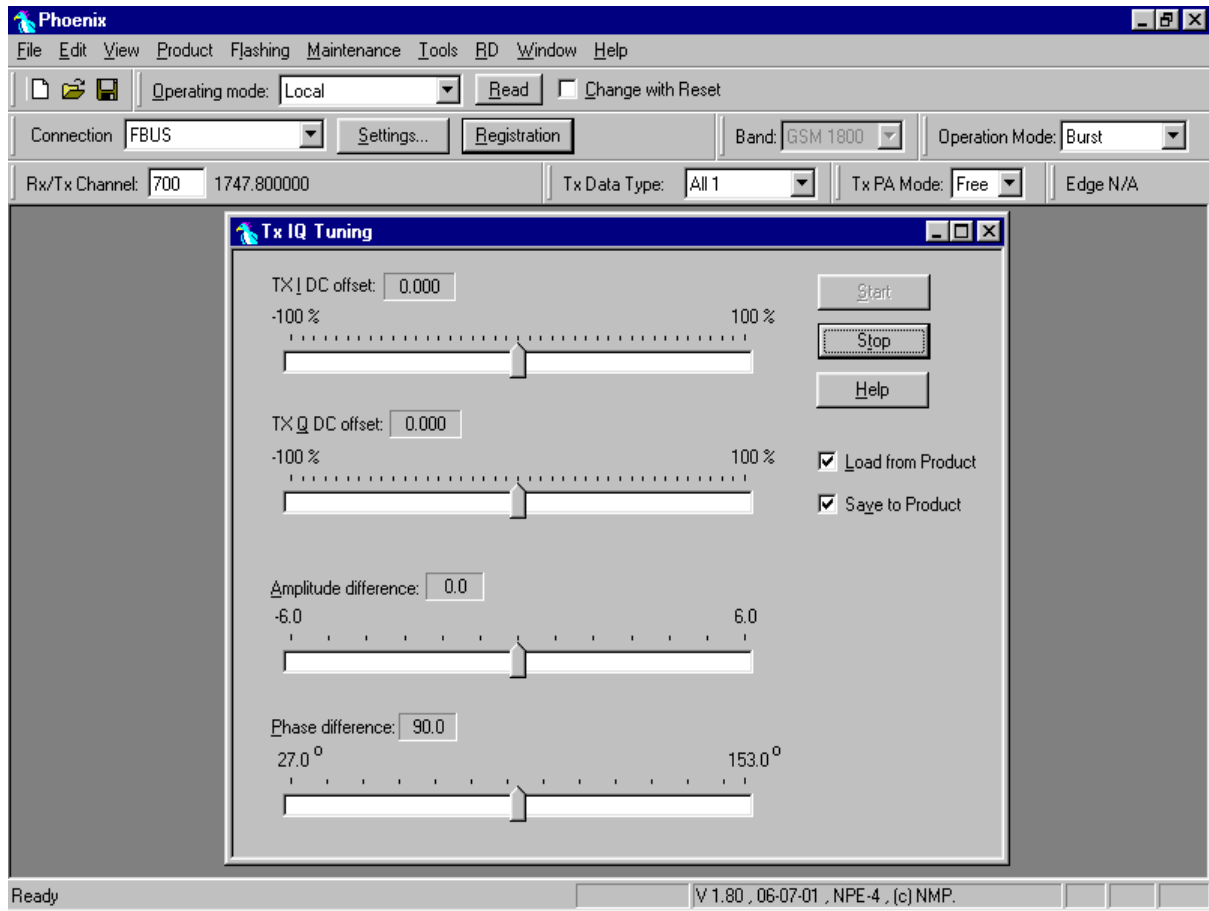 Phoenix
File Edit View Product Flashing Maintenance Tools RD Window Help
Operating mode: Local Read Change with Reset
Connection FBUS Settings... Registration Band: GSM 1800 Operation Mode: Burst
Rx/Tx Channel: 700 1747.800000 Tx Data Type: All 1 Tx PA Mode: Free Edge N/A
Tx IQ Tuning
TX I DC offset: 0.000
-100 % 100 %
Start
Stop
Help
TX Q DC offset: 0.000
-100 % 100 %
Load from Product
Save to Product
Amplitude difference: 0.0
-6.0 6.0
Phase difference: 90.0
27.0 o 153.0 o
Ready V 1.80 , 06-07-01 , NPE-4 , (c) NMP.